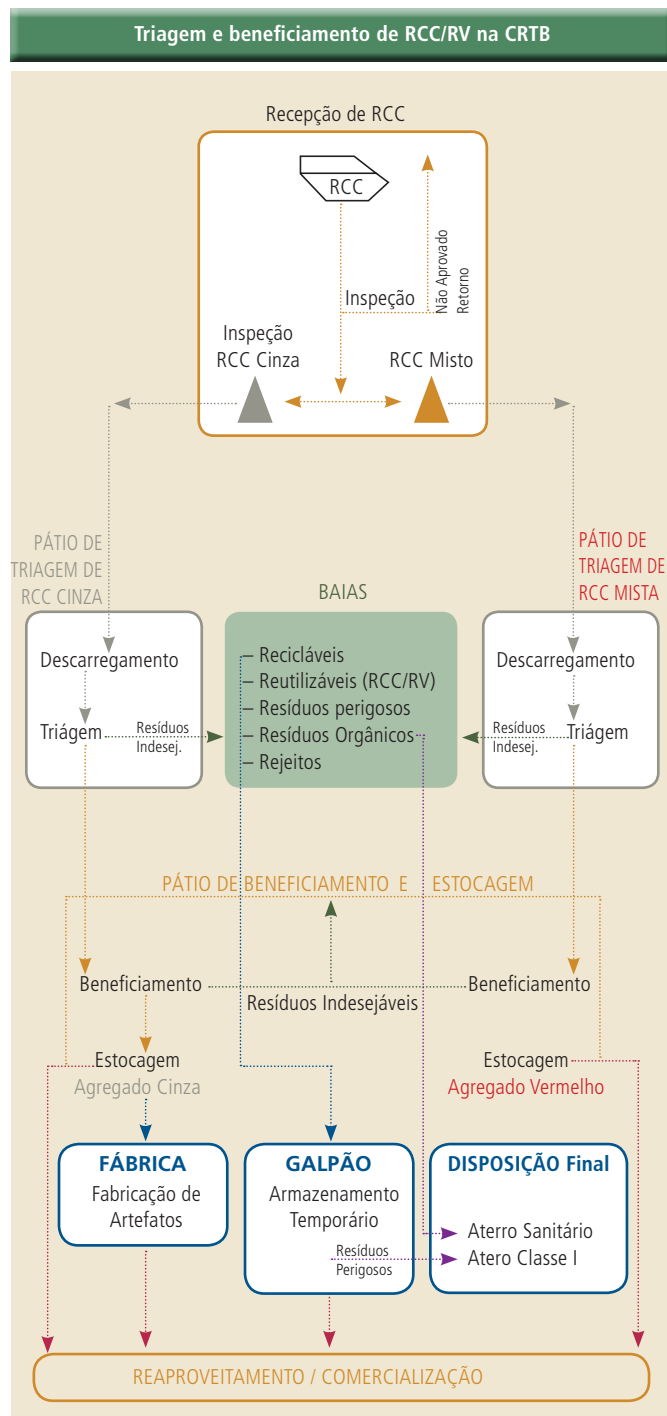 Triagem e beneficiamento de RCC/RV na CRTB
Recepção de RCC
RCC
Não Aprovado
Retorno
Inspeção
Inspeção
RCC Cinza
RCC Misto
PÁTIO DE
TRIAGEM DE
RCC CINZA
PÁTIO DE
TRIAGEM DE
RCC MISTA
BAIAS
Descarregamento
Triágem
Resíduos
Indesej.
– Recicláveis
– Reutilizáveis (RCC/RV)
– Resíduos perigosos
– Resíduos Orgânicos
– Rejeitos
Descarregamento
Resíduos
Indesej.
Triágem
PÁTIO DE BENEFICIAMENTO E ESTOCAGEM
Beneficiamento
Resíduos Indesejáveis
Beneficiamento
Estocagem
Agregado Cinza
Estocagem
Agregado Vermelho
FÁBRICA
Fabricação de
Artefatos
GALPÃO
Armazenamento
Temporário
Resíduos
Perigosos
DISPOSIÇÃO Final
Aterro Sanitário
Atero Classe I
REAPROVEITAMENTO / COMERCIALIZAÇÃO